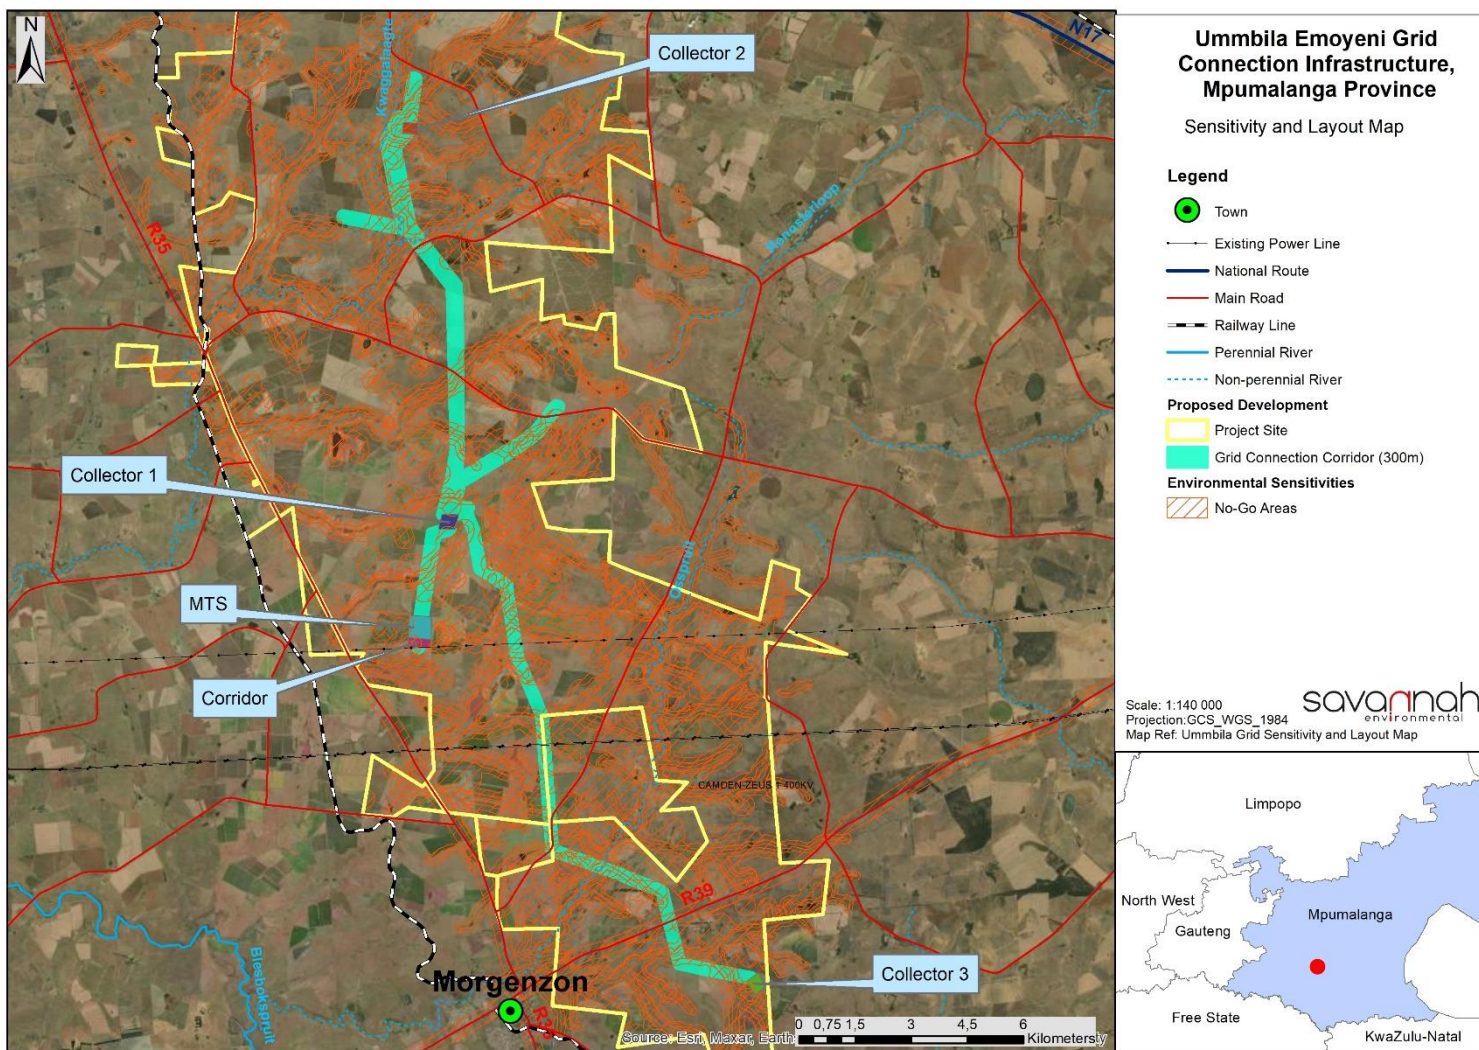 N
N17
Collector 2
Kwaggalaagte
R35
Collector 1
MTS
Corridor
Osspruit
CAMDEN-ZEUS 1 400KV
R39
Collector 3
Morgenzon
Blesbokspruit
Source: Esri, Maxar, Earth
0 0,75 1,5 3 4,5 6
Kilometers
Ummbila Emoyeni Grid
Connection Infrastructure,
Mpumalanga Province
Sensitivity and Layout Map
Legend
Town
Existing Power Line
National Route
Main Road
Railway Line
Perennial River
Non-perennial River
Proposed Development
Project Site
Grid Connection Corridor (300m)
Environmental Sensitivities
No-Go Areas
Scale: 1:140 000
Projection:GCS_WGS_1984
Map Ref: Ummbila Grid Sensitivity and Layout Map
savannah
environmental
Limpopo
North West
Gauteng
Mpumalanga
Free State
KwaZulu-Natal